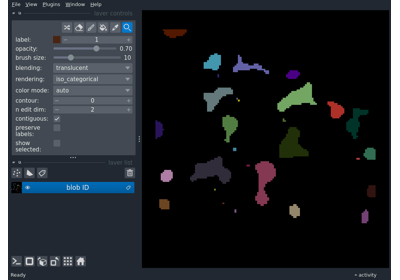 File View Plugins Window Help
layer controls
label: 1
opacity: 0.70
brush size: 10
blending: translucent
rendering: iso_categorical
color mode: auto
contour: 0
n edit dim: 2
contiguous:
preserve
labels:
show
selected:
layer list
blob ID
Ready
activity